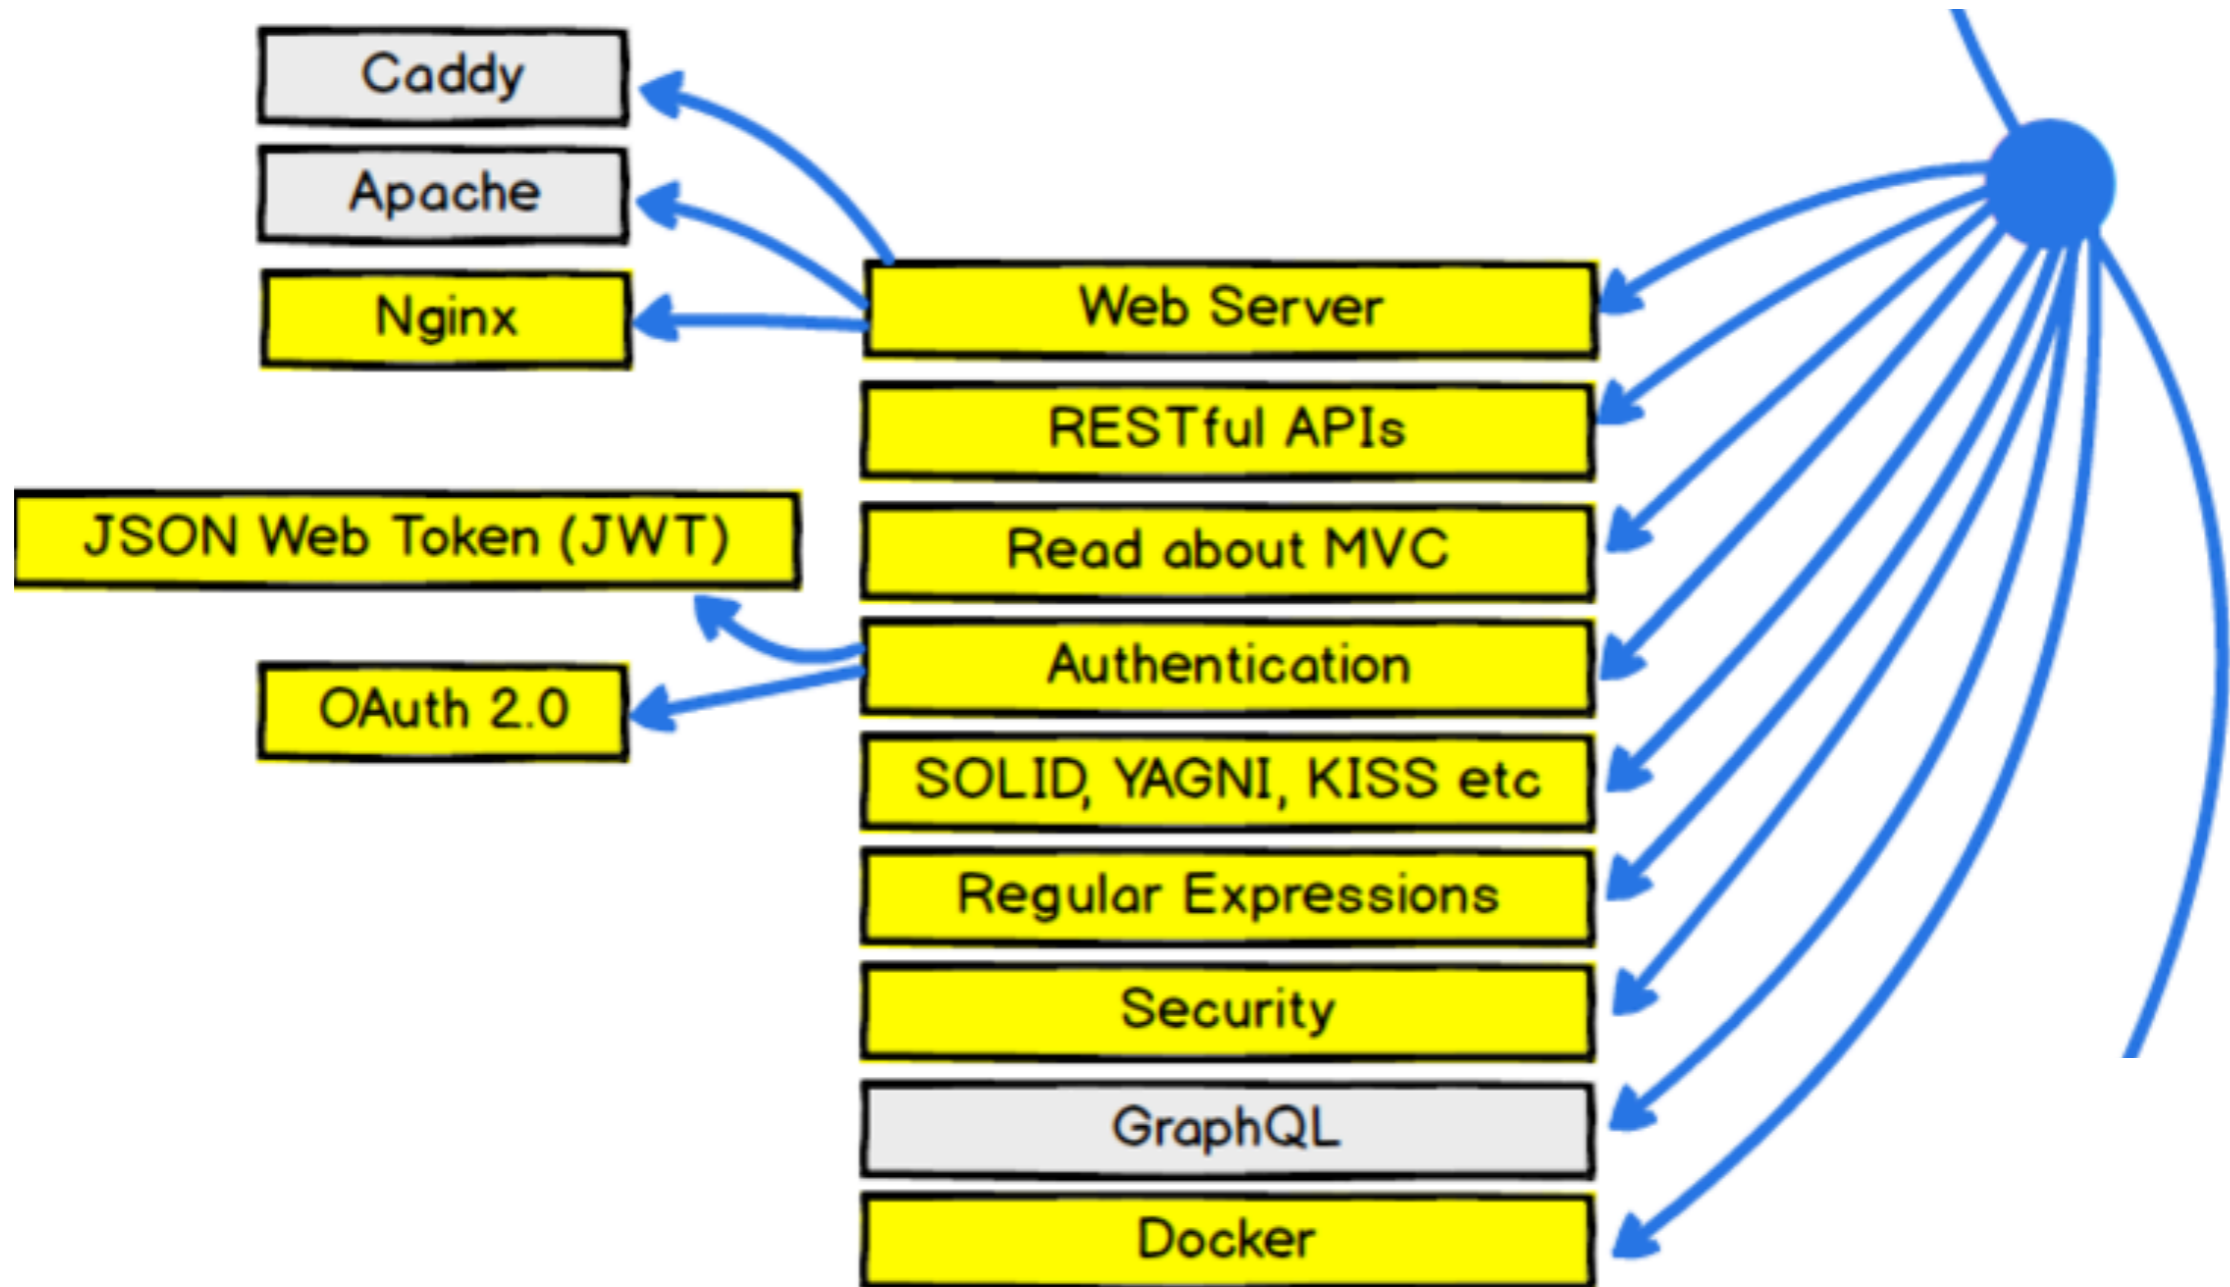 Caddy
Apache
Nginx
Web Server
RESTful APIs
JSON Web Token (JWT)
Read about MVC
Authentication
OAuth 2.0
SOLID, YAGNI, KISS etc
Regular Expressions
Security
GraphQL
Docker